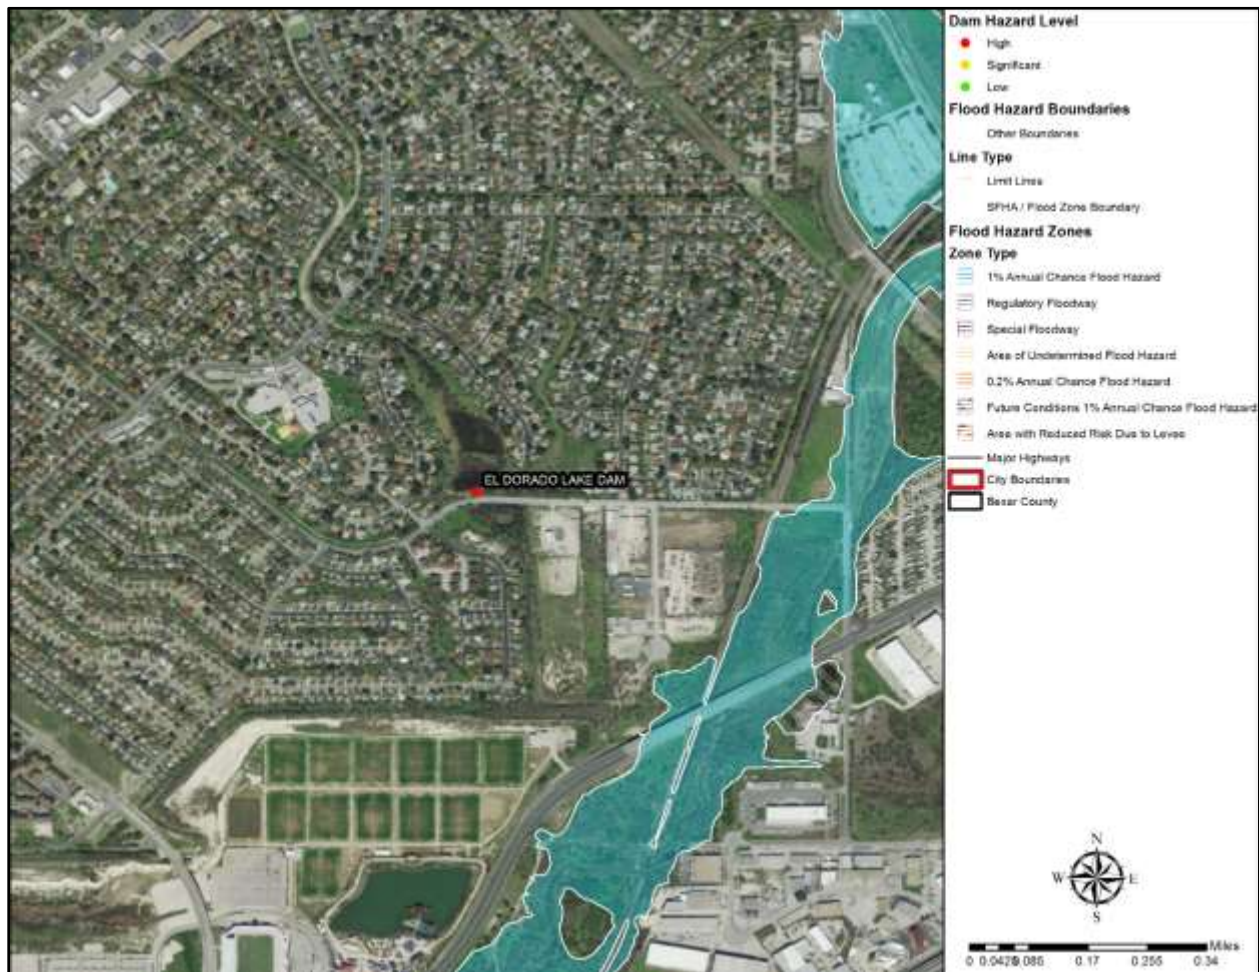 EL DORADO LAKE DAM
Dam Hazard Level
High
Significant
Low
Flood Hazard Boundaries
Other Boundaries
Line Type
Limit Lines
SFHA / Flood Zone Boundary
Flood Hazard Zones
Zone Type
1% Annual Chance Flood Hazard
Regulatory Floodway
Special Floodway
Area of Undetermined Flood Hazard
0.2% Annual Chance Flood Hazard
Future Conditions 1% Annual Chance Flood Hazard
Area with Reduced Risk Due to Levee
Major Highways
City Boundaries
Bexar County
N
W E
S
Miles
0 0.0425 0.085 0.17 0.255 0.34